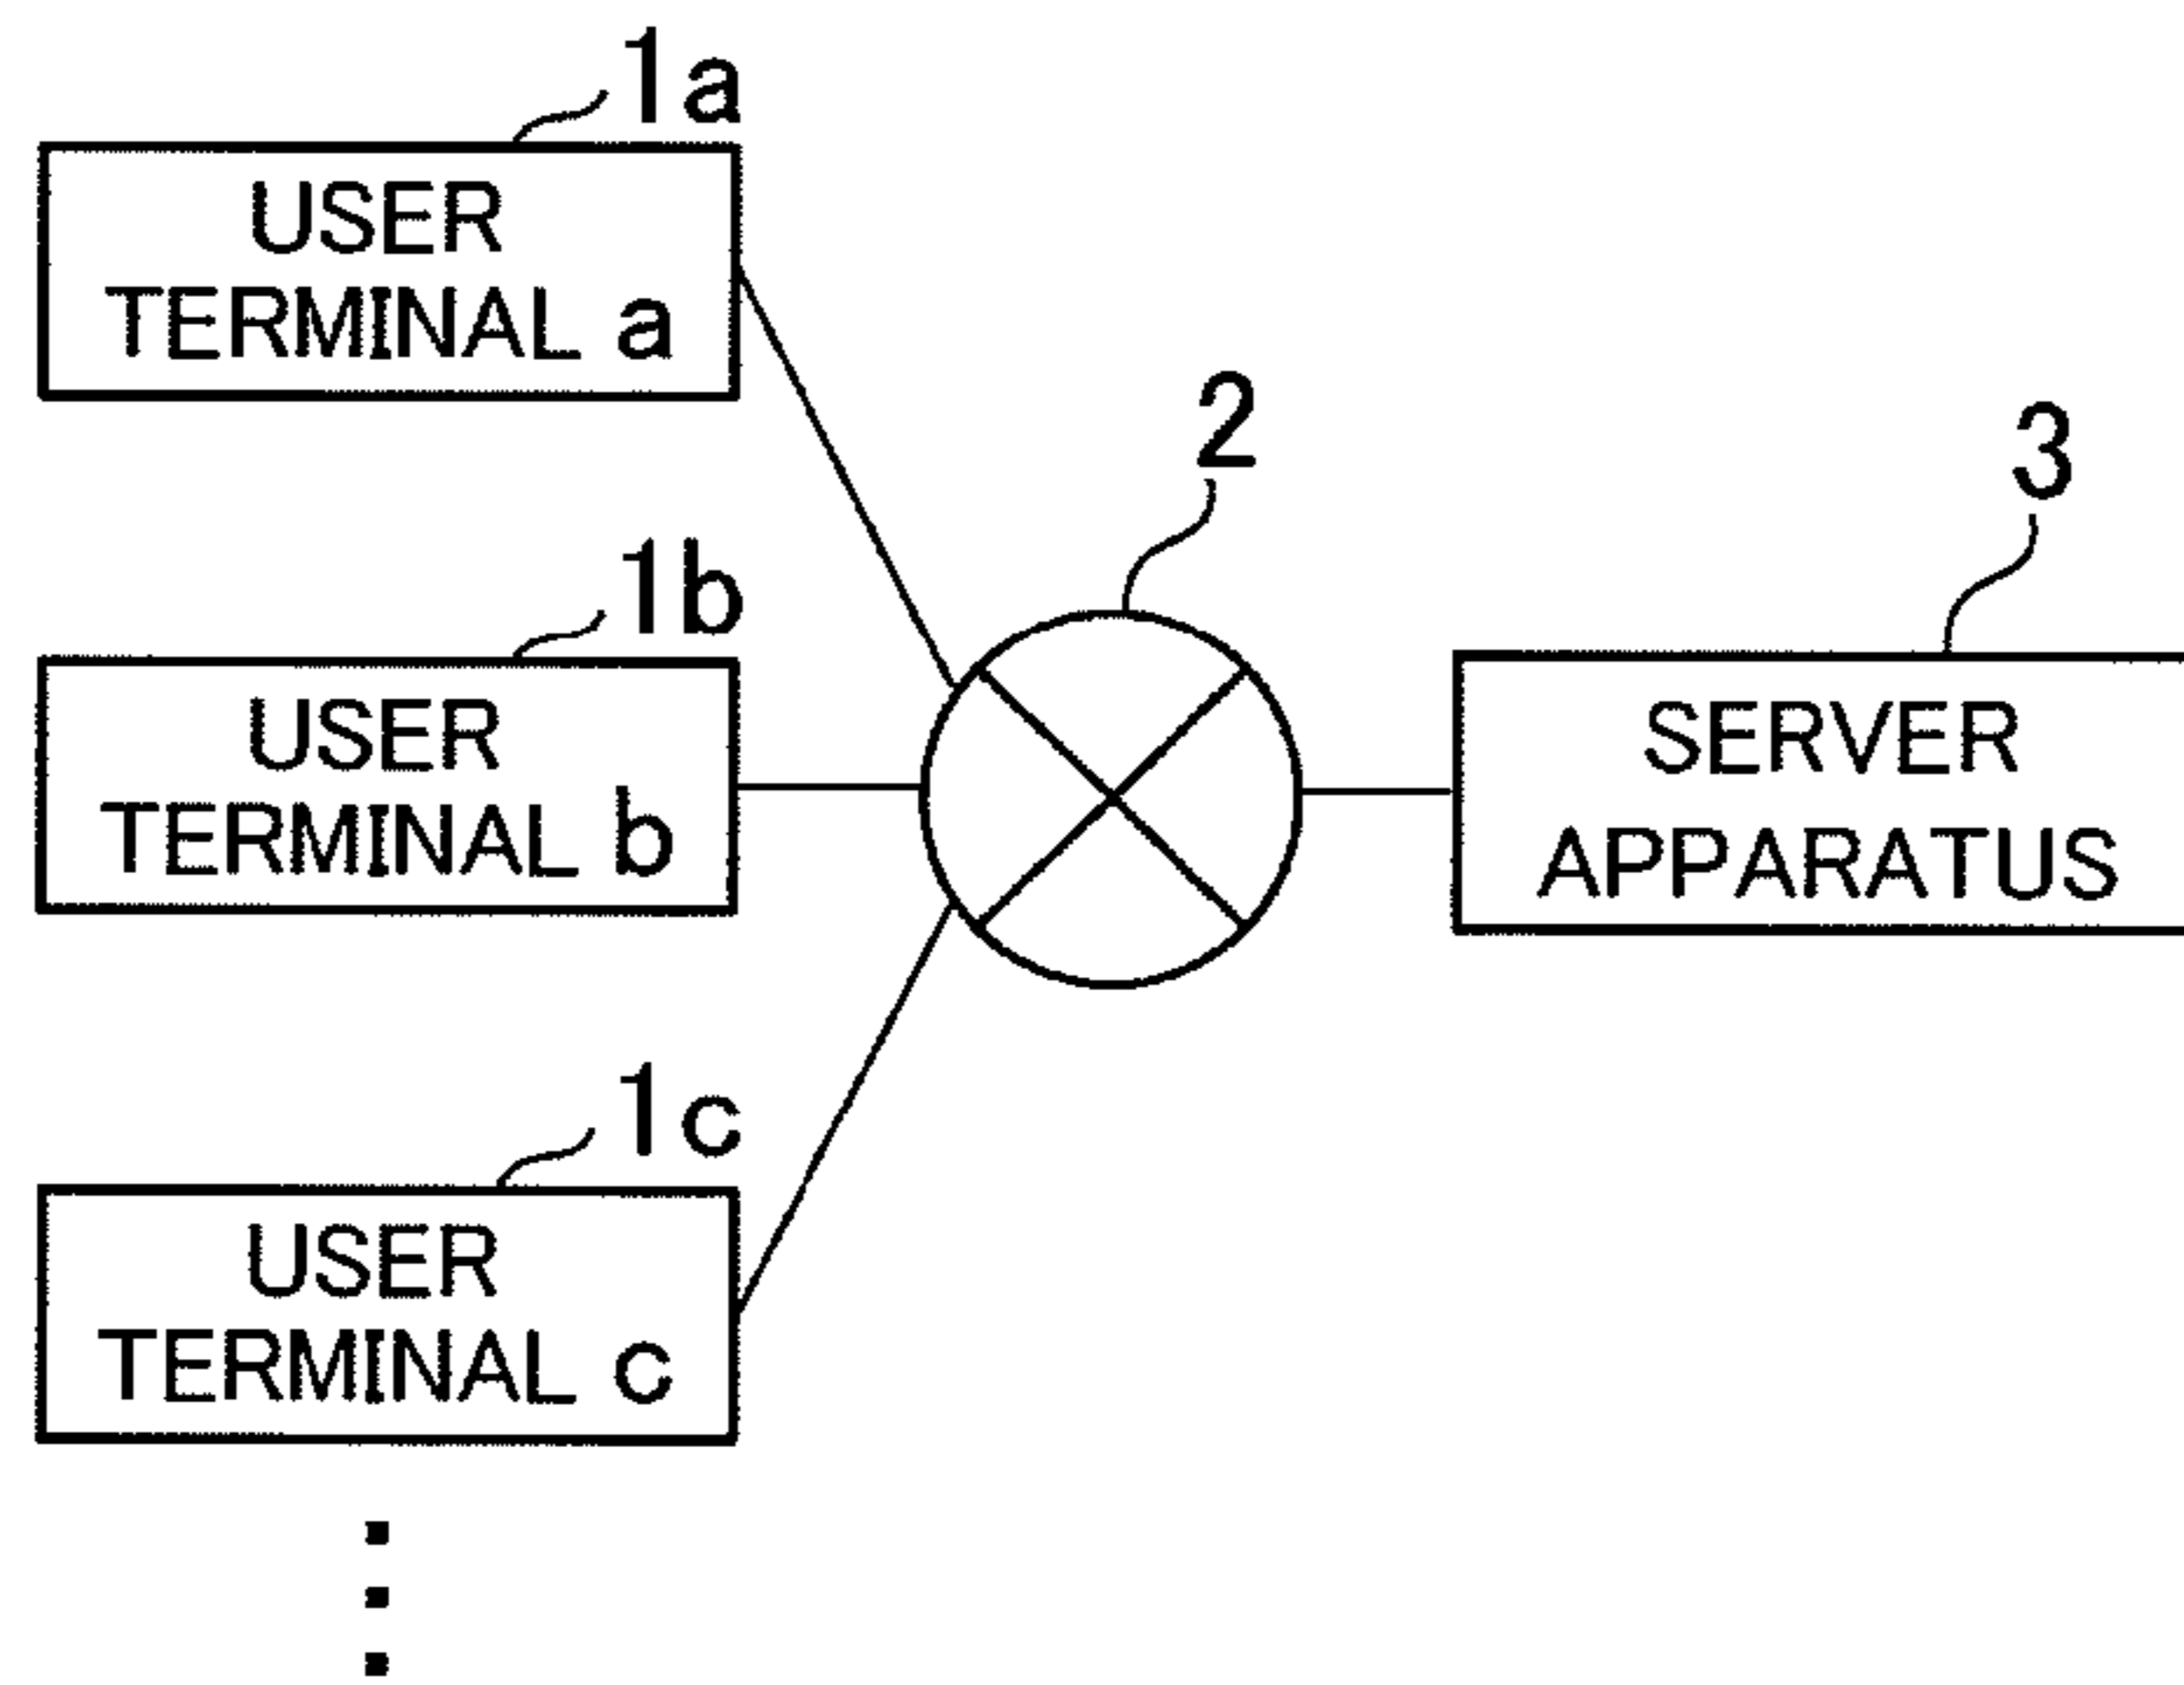 1a
USER
TERMINAL a
2
3
1b
USER
TERMINAL b
SERVER
APPARATUS
1c
USER
TERMINAL c